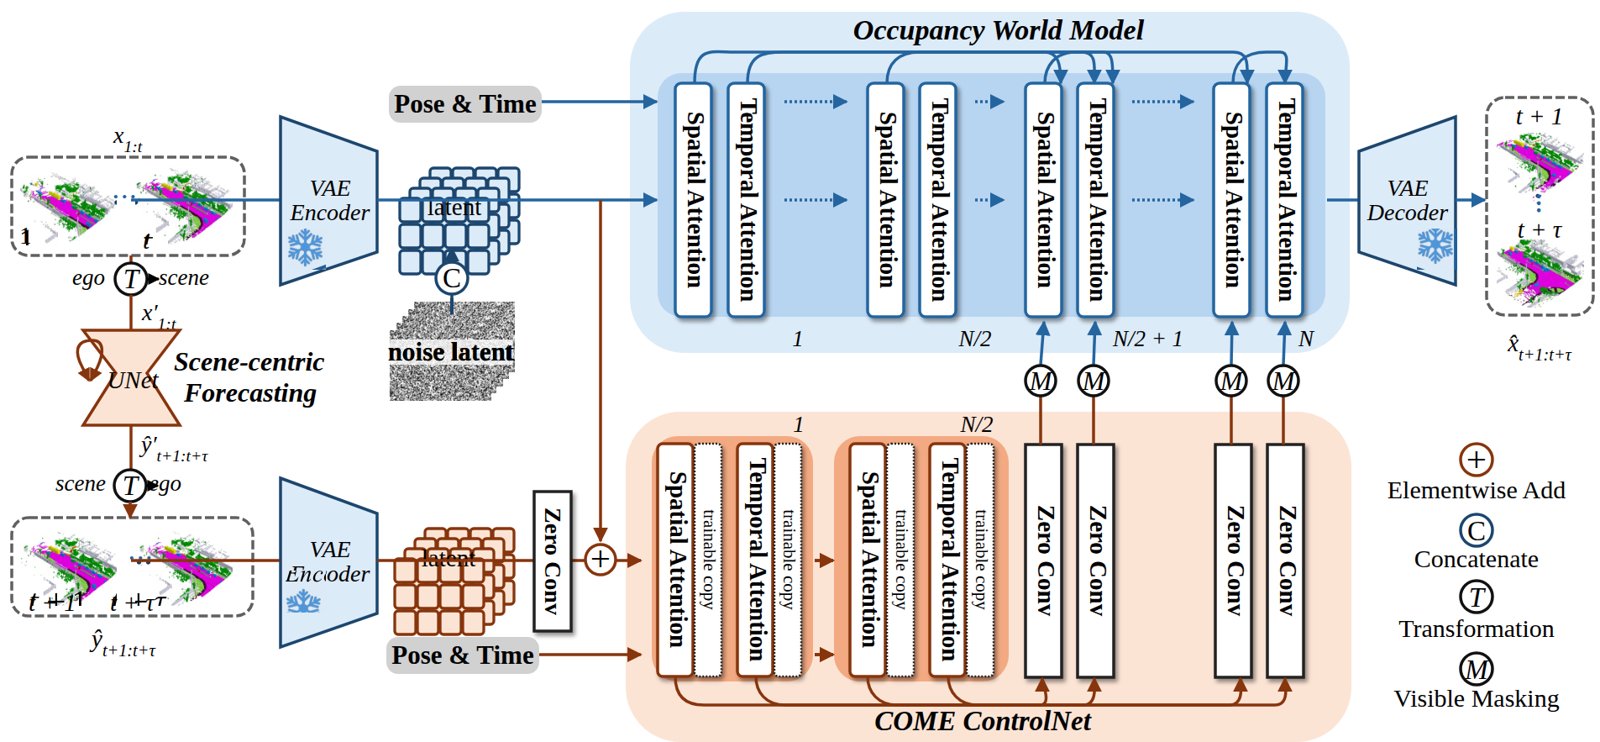 Occupancy World Model
Pose & Time
x1:t
1
t
VAE
Encoder
latent
C
noise latent
Spatial Attention
Temporal Attention
Spatial Attention
Temporal Attention
Spatial Attention
Temporal Attention
Spatial Attention
Temporal Attention
1
N/2
N/2 + 1
N
VAE
Decoder
t + 1
t + τ
x̂t+1:t+τ
ego
T
scene
x′1:t
UNet
Scene-centric
Forecasting
ŷ′t+1:t+τ
scene
T
ego
t + 1
t + τ
ŷt+1:t+τ
VAE
Encoder
latent
Pose & Time
Zero Conv
+
M
M
M
M
1
N/2
Spatial Attention
trainable copy
Temporal Attention
trainable copy
Spatial Attention
trainable copy
Temporal Attention
trainable copy
Zero Conv
Zero Conv
Zero Conv
Zero Conv
COME ControlNet
+
Elementwise Add
C
Concatenate
T
Transformation
M
Visible Masking